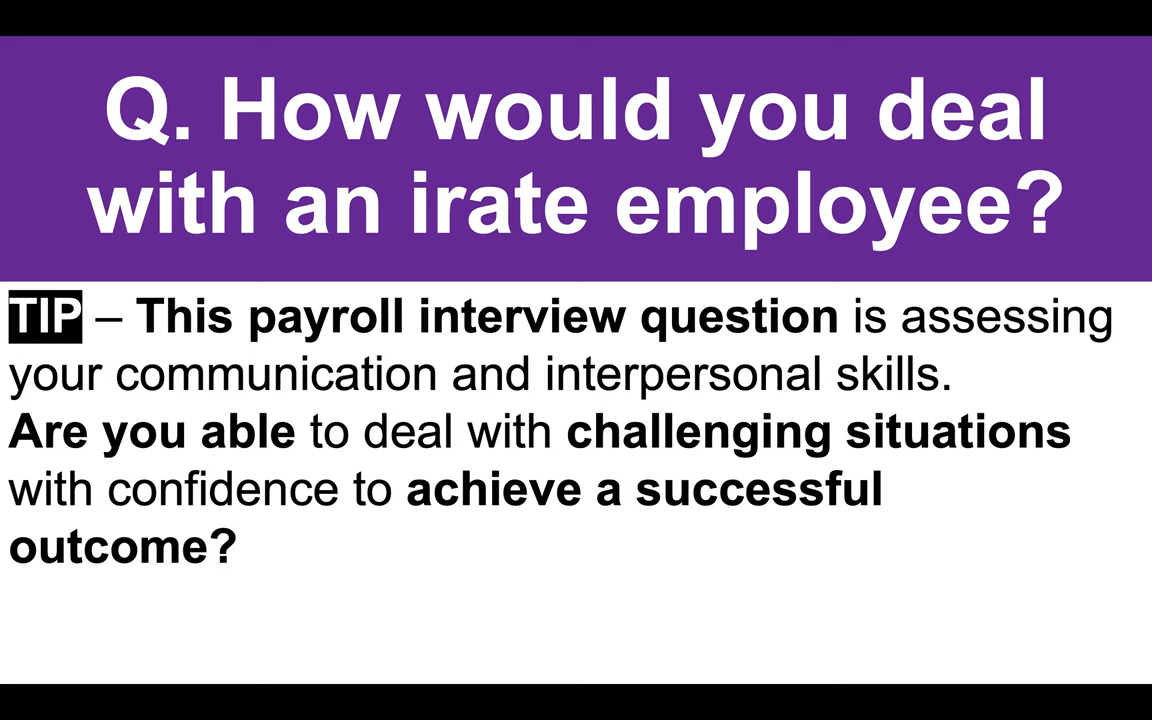 Q. How would you deal
with an irate employee?
TIP – This payroll interview question is assessing
your communication and interpersonal skills.
Are you able to deal with challenging situations
with confidence to achieve a successful
outcome?